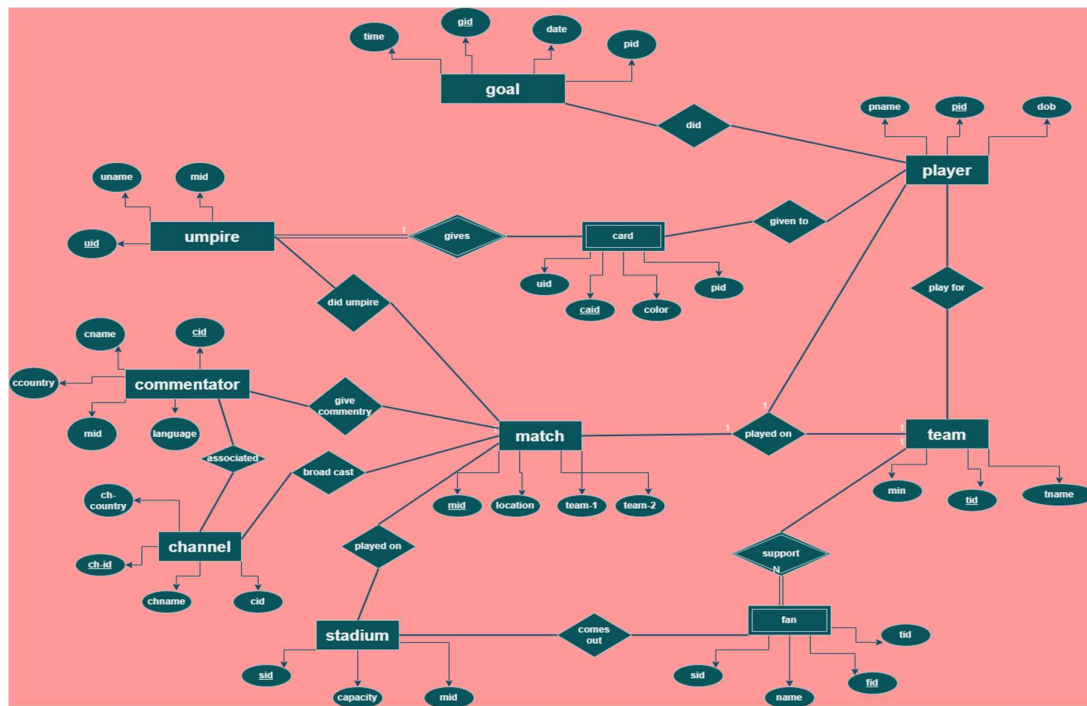 gid
time
date
pid
goal
pname
pid
dob
did
player
uname
mid
umpire
uid
1
gives
card
given to
uid
caid
color
pid
did umpire
play for
cname
cid
ccountry
commentator
mid
language
give
commentry
associated
broad cast
1
match
1
1
played on
1
1
team
mid
location
team-1
team-2
min
tid
tname
ch-
country
channel
ch-id
chname
cid
played on
support
N
stadium
comes
out
fan
tid
sid
capacity
mid
sid
name
fid